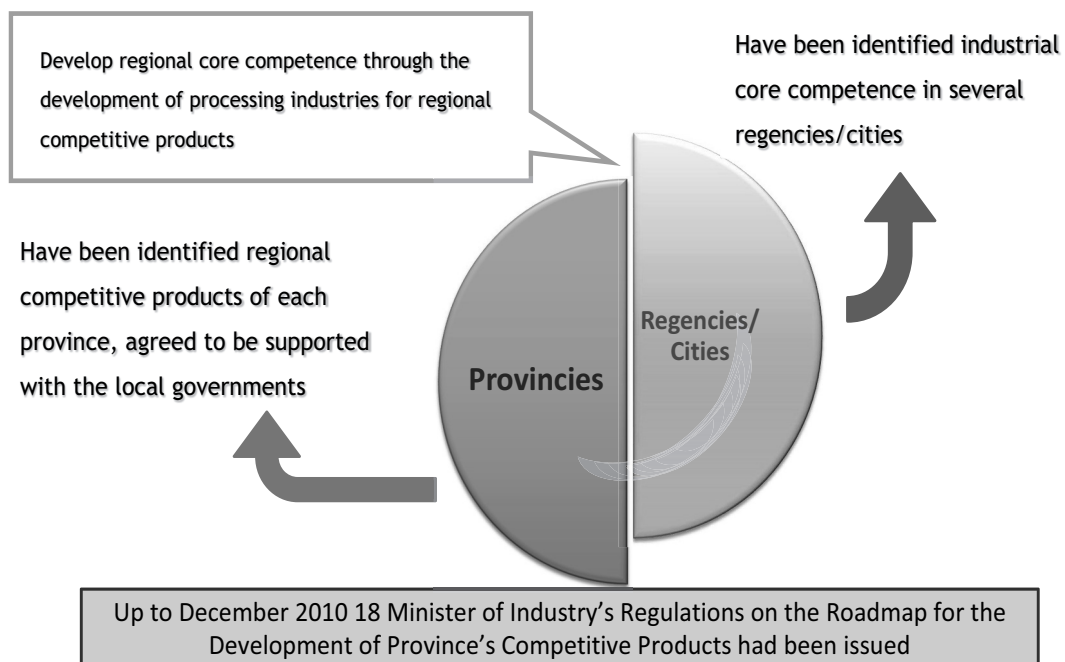 Develop regional core competence through the
development of processing industries for regional
competitive products
Have been identified industrial
core competence in several
regencies/cities
Have been identified regional
competitive products of each
province, agreed to be supported
with the local governments
Regencies/
Cities
Provincies
Up to December 2010 18 Minister of Industry’s Regulations on the Roadmap for the
Development of Province’s Competitive Products had been issued